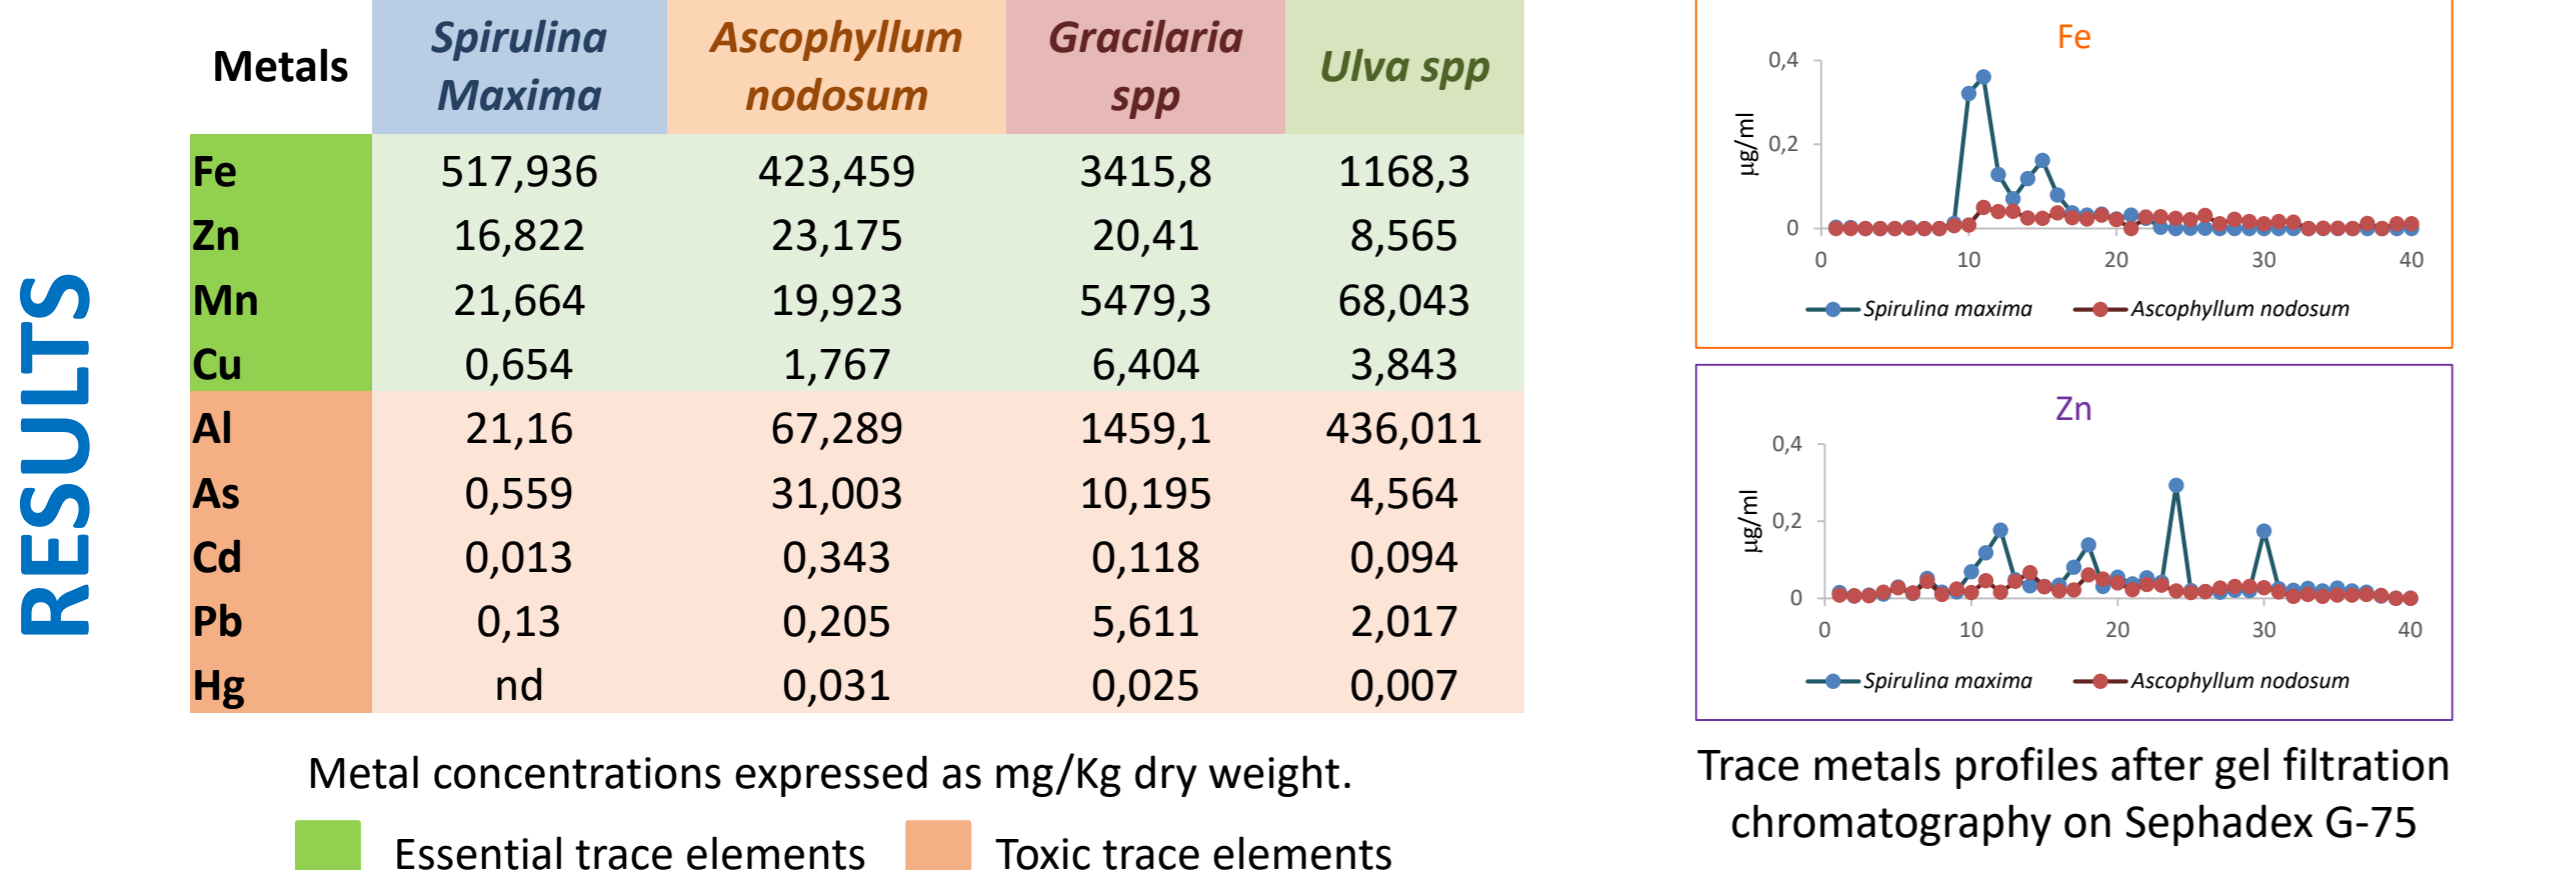 RESULTS
Metals Spirulina Maxima Ascophyllum nodosum Gracilaria spp Ulva spp
Fe 517,936 423,459 3415,8 1168,3
Zn 16,822 23,175 20,41 8,565
Mn 21,664 19,923 5479,3 68,043
Cu 0,654 1,767 6,404 3,843
Al 21,16 67,289 1459,1 436,011
As 0,559 31,003 10,195 4,564
Cd 0,013 0,343 0,118 0,094
Pb 0,13 0,205 5,611 2,017
Hg nd 0,031 0,025 0,007
Metal concentrations expressed as mg/Kg dry weight.
Essential trace elements Toxic trace elements
Fe
µg/ml
0,4
0,2
0
0 10 20 30 40
Spirulina maxima Ascophyllum nodosum
Zn
µg/ml
0,4
0,2
0
0 10 20 30 40
Spirulina maxima Ascophyllum nodosum
Trace metals profiles after gel filtration
chromatography on Sephadex G-75